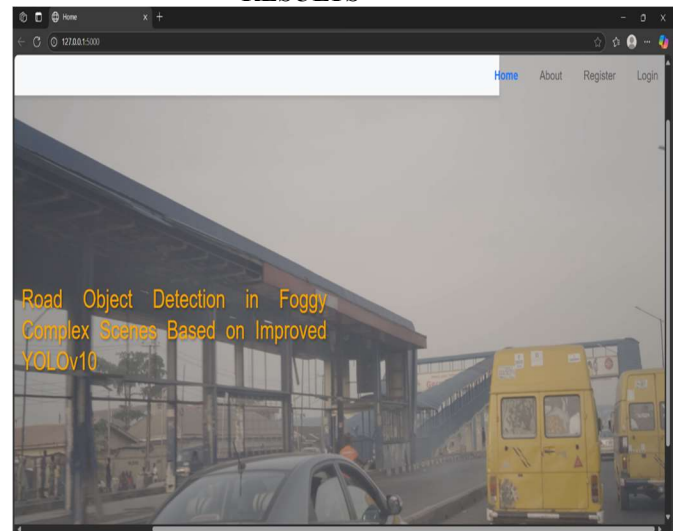 RESULTS
Home
127.0.0.1:5000
Home About Register Login
Road Object Detection in Foggy
Complex Scenes Based on Improved
YOLOv10